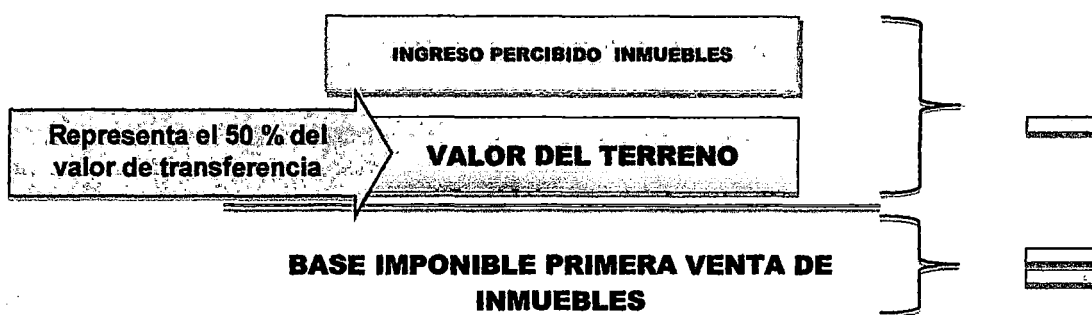 INGRESO PERCIBIDO INMUEBLES
Representa el 50 % del
valor de transferencia
VALOR DEL TERRENO
BASE IMPONIBLE PRIMERA VENTA DE
INMUEBLES